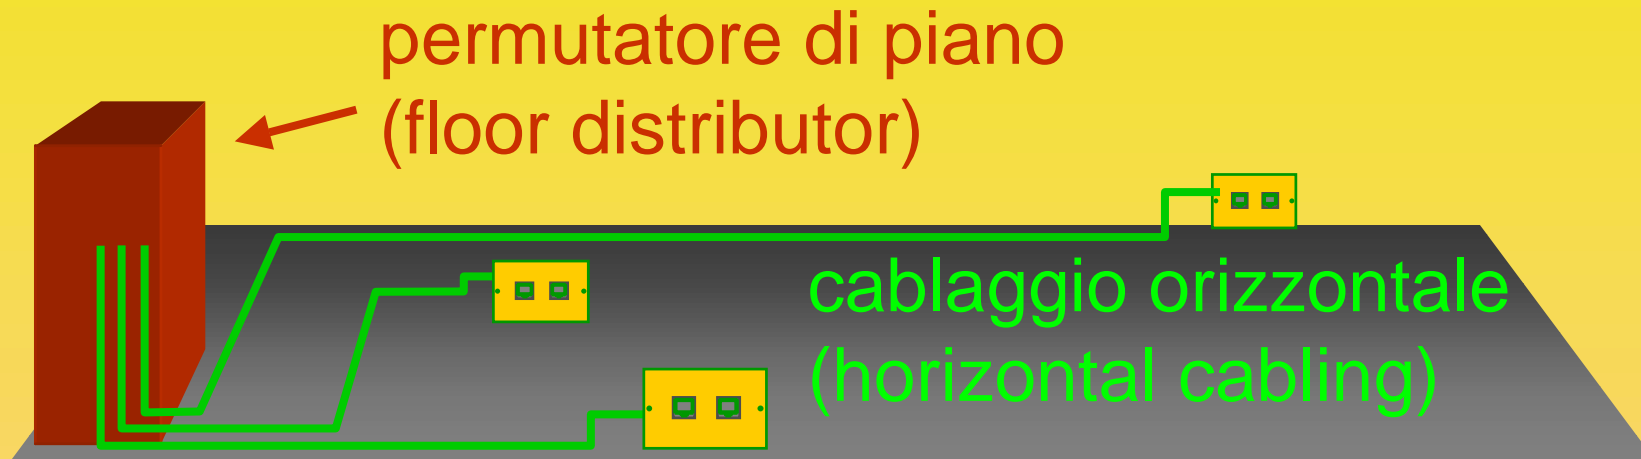 permutatore di piano
(floor distributor)
cablaggio orizzontale
(horizontal cabling)